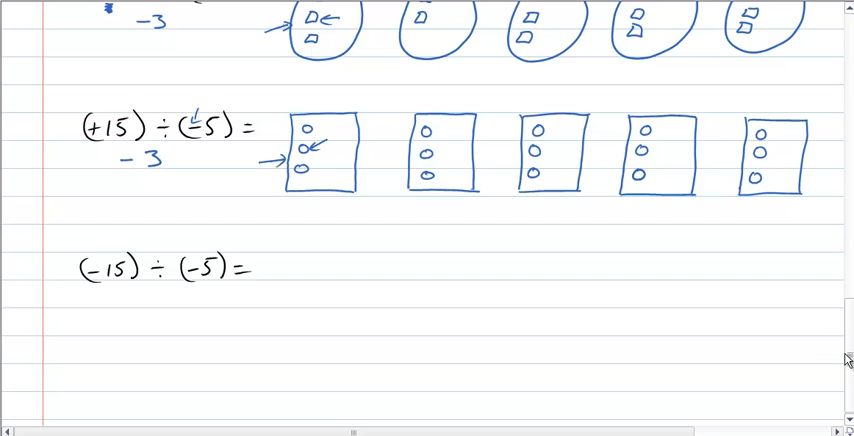 -3
(+15) ÷ (-5) =
-3
(-15) ÷ (-5) =